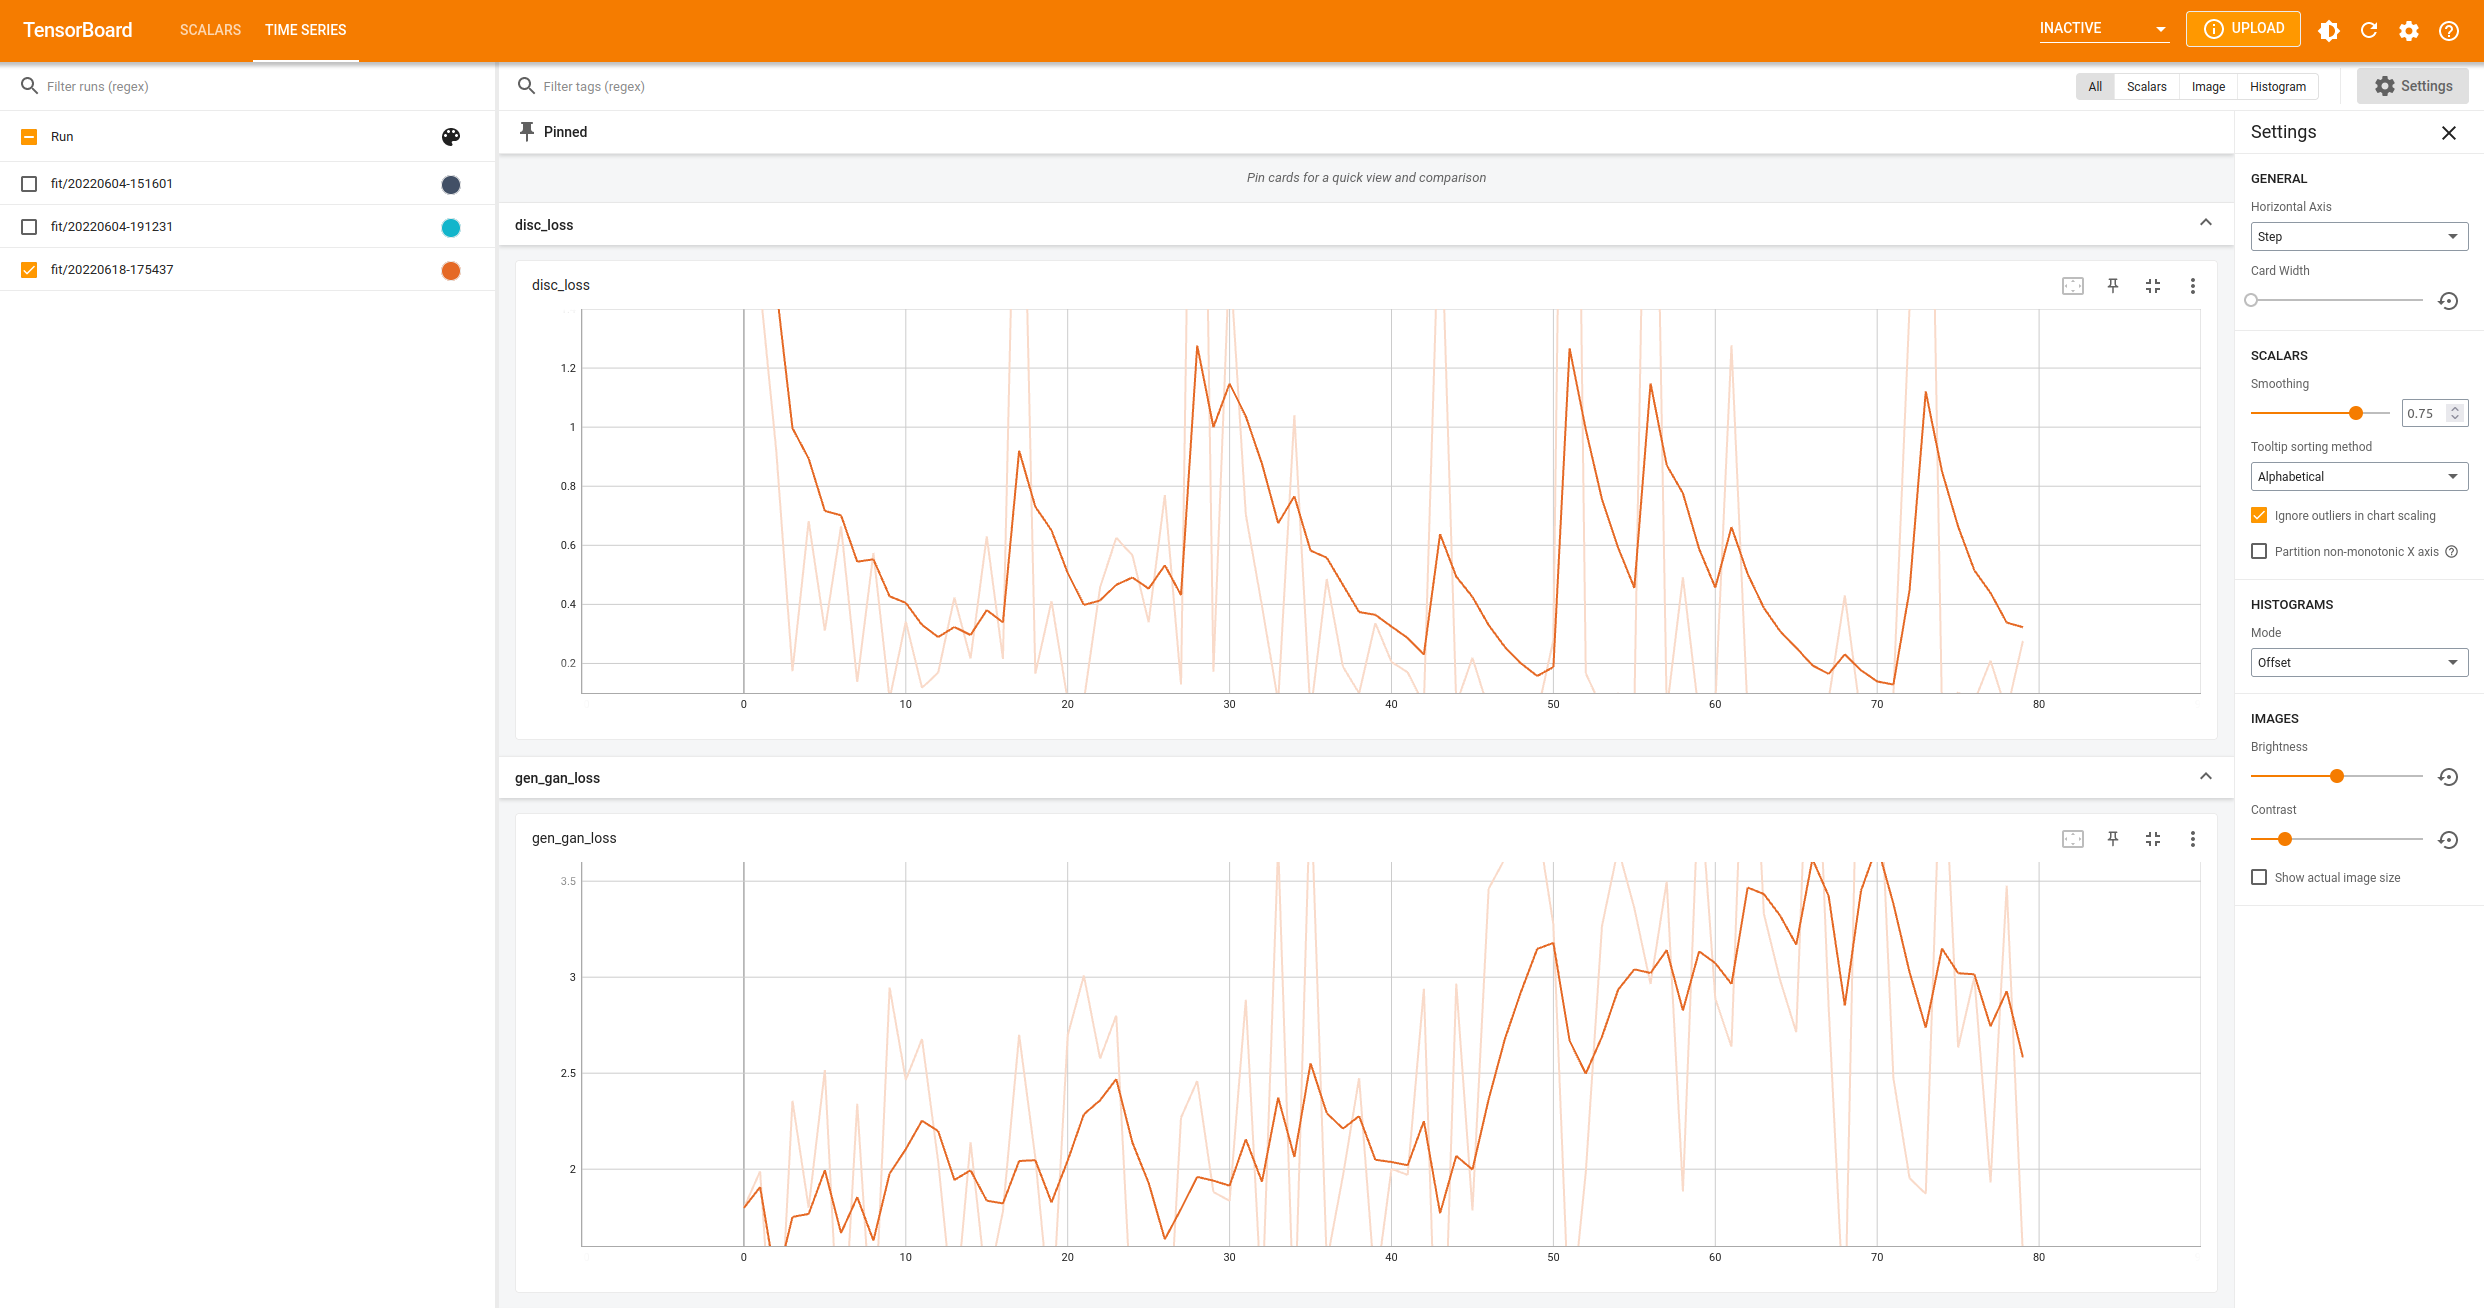 TensorBoard SCALARS TIME SERIES INACTIVE UPLOAD
Filter runs (regex)
Run
fit/20220604-151601
fit/20220604-191231
fit/20220618-175437
Filter tags (regex) All Scalars Image Histogram Settings
Pinned
Pin cards for a quick view and comparison
disc_loss
disc_loss
1.2
1
0.8
0.6
0.4
0.2
0 10 20 30 40 50 60 70 80
gen_gan_loss
gen_gan_loss
3.5
3
2.5
2
0 10 20 30 40 50 60 70 80
Settings
GENERAL
Horizontal Axis
Step
Card Width
SCALARS
Smoothing
0.75
Tooltip sorting method
Alphabetical
Ignore outliers in chart scaling
Partition non-monotonic X axis
HISTOGRAMS
Mode
Offset
IMAGES
Brightness
Contrast
Show actual image size